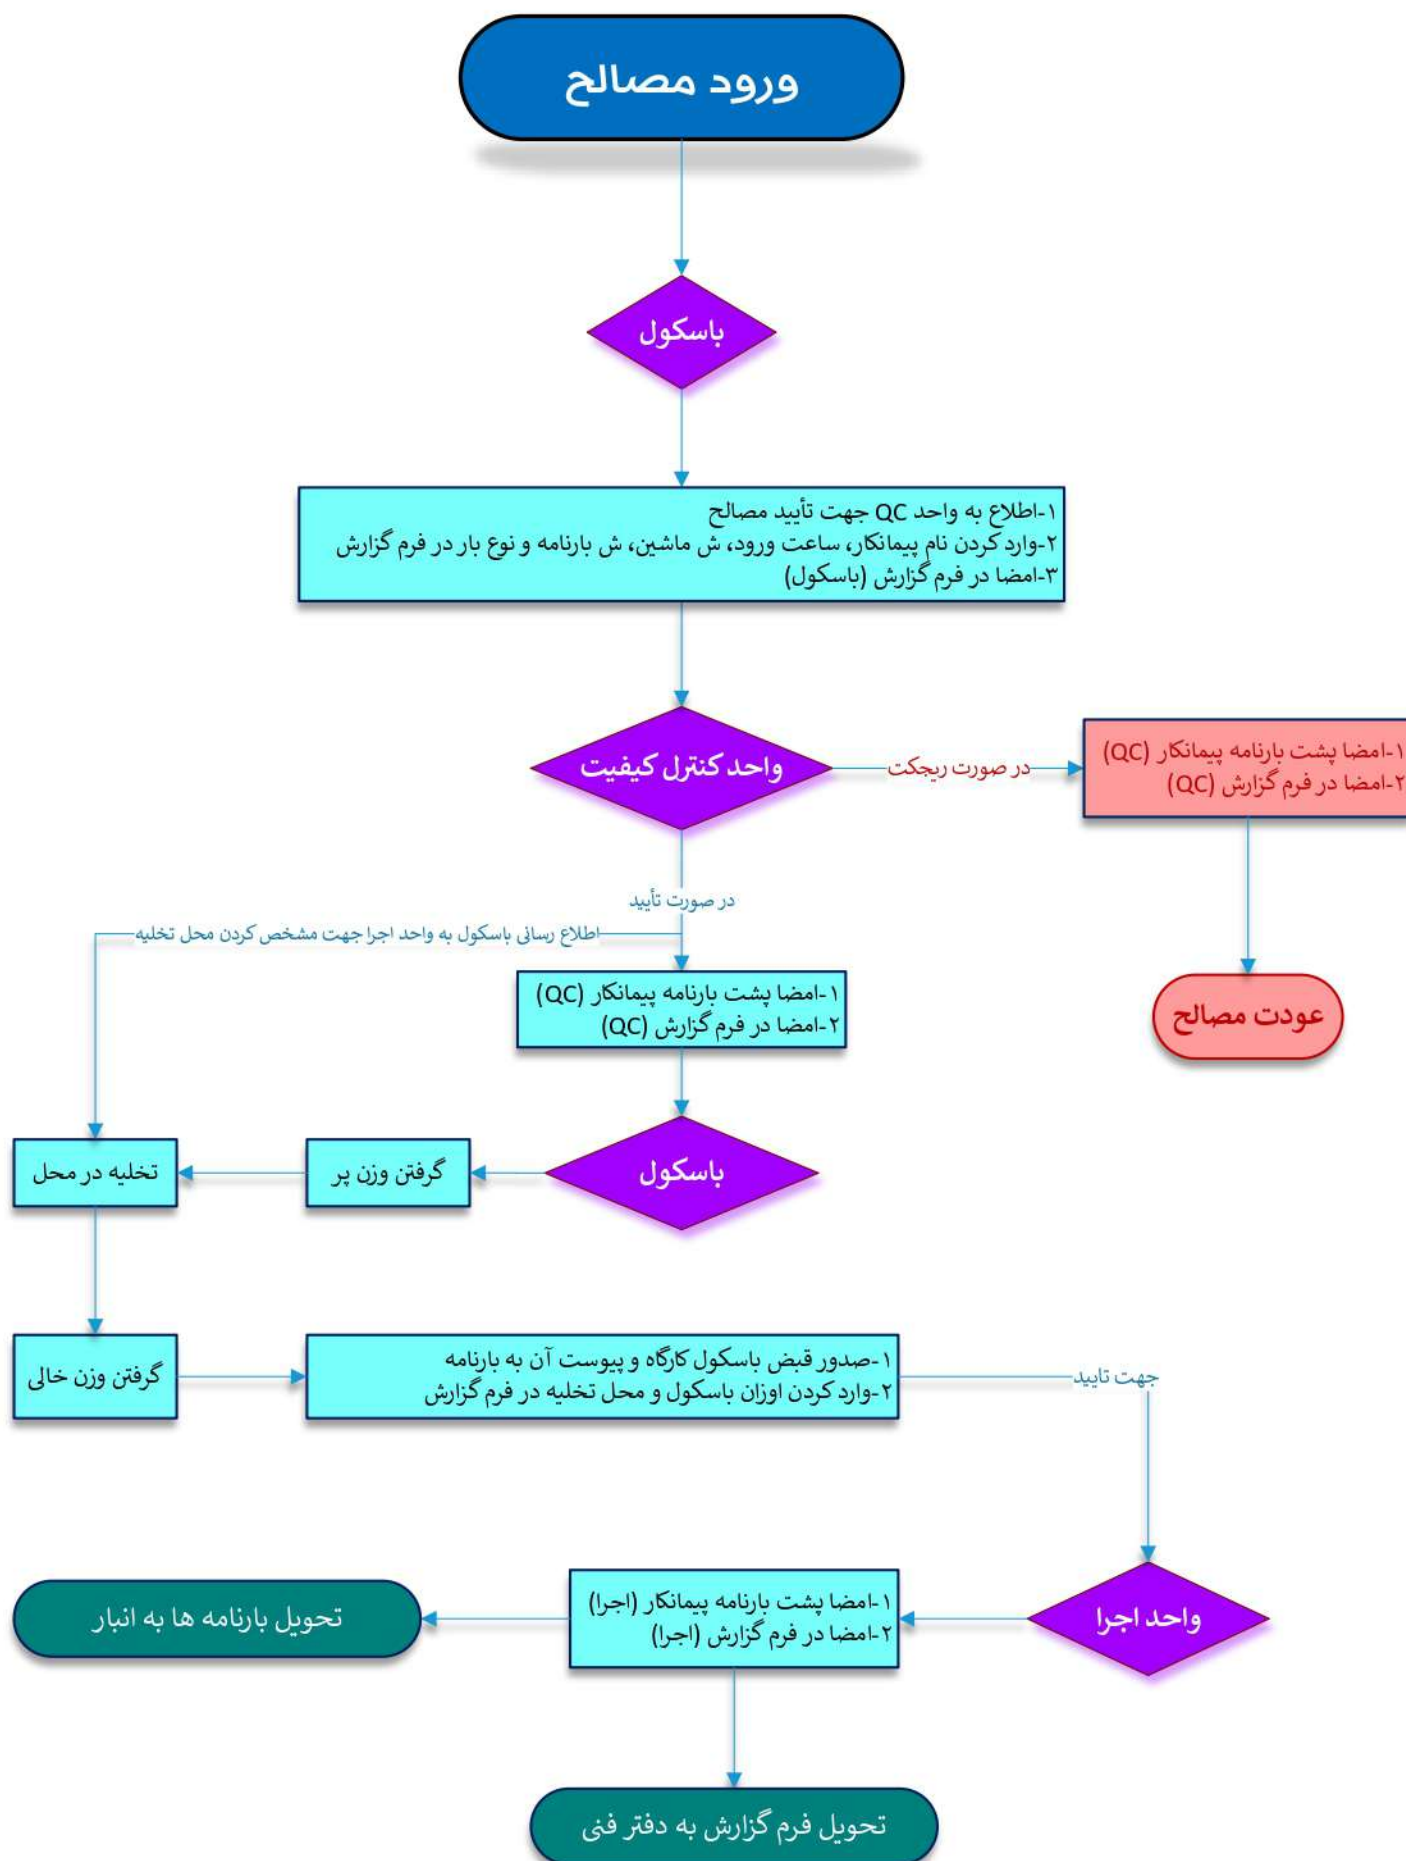 ورود مصالح
باسکول
۱-اطلاع به واحد QC جهت تأیید مصالح
۲-وارد کردن نام پیمانکار، ساعت ورود، ش ماشین، ش بارنامه و نوع بار در فرم گزارش
۳-امضا در فرم گزارش (باسکول)
واحد کنترل کیفیت
در صورت ریجکت
۱-امضا پشت بارنامه پیمانکار (QC)
۲-امضا در فرم گزارش (QC)
عودت مصالح
در صورت تأیید
اطلاع رسانی باسکول به واحد اجرا جهت مشخص کردن محل تخلیه
۱-امضا پشت بارنامه پیمانکار (QC)
۲-امضا در فرم گزارش (QC)
باسکول
گرفتن وزن پر
تخلیه در محل
گرفتن وزن خالی
۱-صدور قبض باسکول کارگاه و پیوست آن به بارنامه
۲-وارد کردن اوزان باسکول و محل تخلیه در فرم گزارش
جهت تایید
واحد اجرا
۱-امضا پشت بارنامه پیمانکار (اجرا)
۲-امضا در فرم گزارش (اجرا)
تحویل بارنامه ها به انبار
تحویل فرم گزارش به دفتر فنی